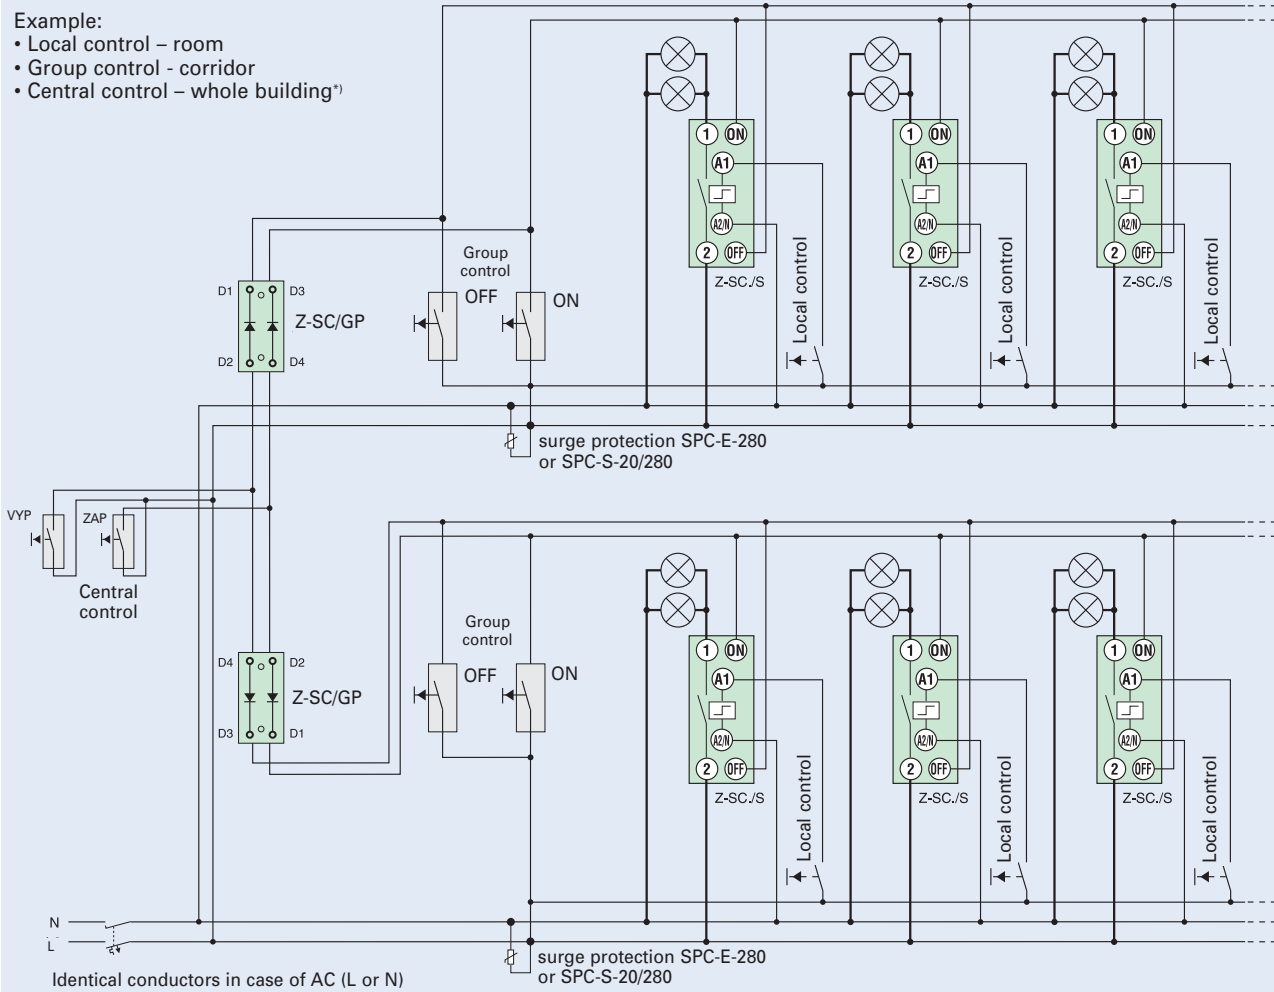 Example:
• Local control – room
• Group control - corridor
• Central control – whole building*)
1 ON
A1
A2/N
2 OFF
Z-SC./S
Local control
1 ON
A1
A2/N
2 OFF
Z-SC./S
Local control
1 ON
A1
A2/N
2 OFF
Z-SC./S
Local control
Group
control
OFF
ON
D1
D3
Z-SC/GP
D2
D4
surge protection SPC-E-280
or SPC-S-20/280
VYP
ZAP
Central
control
D4
D2
Z-SC/GP
D3
D1
Group
control
OFF
ON
1 ON
A1
A2/N
2 OFF
Z-SC./S
Local control
1 ON
A1
A2/N
2 OFF
Z-SC./S
Local control
1 ON
A1
A2/N
2 OFF
Z-SC./S
Local control
N
L
surge protection SPC-E-280
or SPC-S-20/280
Identical conductors in case of AC (L or N)